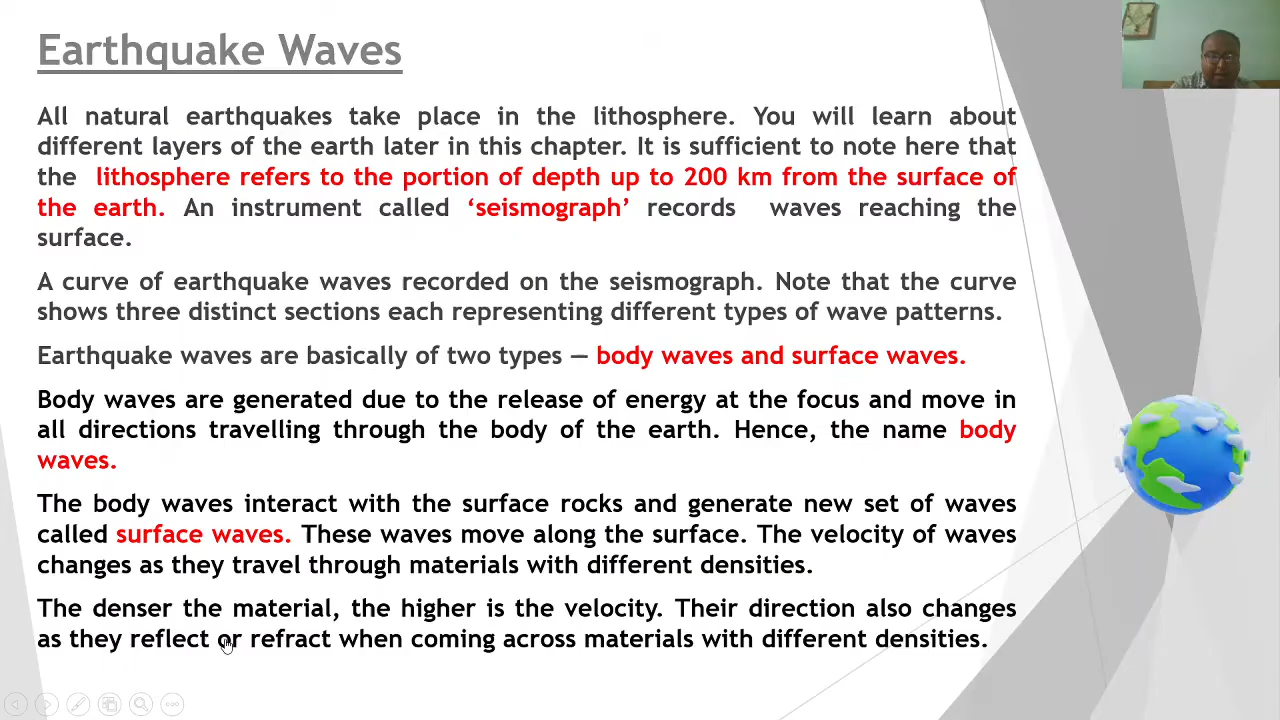 Earthquake Waves
All natural earthquakes take place in the lithosphere. You will learn about
different layers of the earth later in this chapter. It is sufficient to note here that
the lithosphere refers to the portion of depth up to 200 km from the surface of
the earth. An instrument called ‘seismograph’ records waves reaching the
surface.
A curve of earthquake waves recorded on the seismograph. Note that the curve
shows three distinct sections each representing different types of wave patterns.
Earthquake waves are basically of two types — body waves and surface waves.
Body waves are generated due to the release of energy at the focus and move in
all directions travelling through the body of the earth. Hence, the name body
waves.
The body waves interact with the surface rocks and generate new set of waves
called surface waves. These waves move along the surface. The velocity of waves
changes as they travel through materials with different densities.
The denser the material, the higher is the velocity. Their direction also changes
as they reflect or refract when coming across materials with different densities.